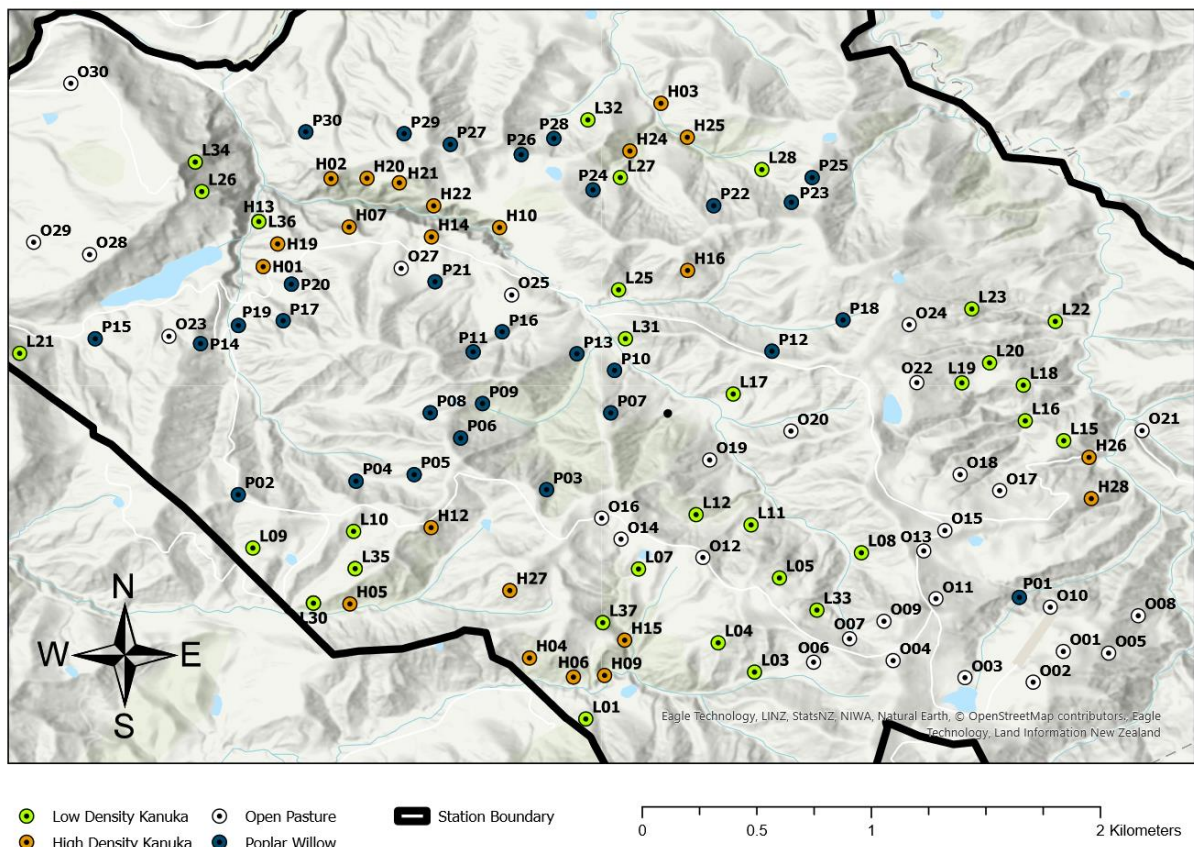 O30
H03
L32
P30
P29
P27
P28
P26
H25
H24
L34
L27
L28
P25
H02
H20
H21
L26
P24
P22
P23
H22
H13
L36
H07
H14
H10
O29
O28
H19
H01
O27
H16
P20
P21
O25
L25
L23
P19
P17
P18
O24
L22
P15
O23
P14
P16
L31
L21
P11
P13
P12
P10
L20
O22
L19
L18
L17
P08
P09
P07
L16
O20
O21
P06
L15
O19
H26
P04
P05
O18
P02
P03
O17
H28
L12
O16
L11
L10
H12
O15
O14
L09
O12
O13
L08
L35
L07
L05
N
H27
P01
L30
H05
O11
O10
L33
O09
O08
L37
H15
O07
W E
L04
H04
O06
O04
O01
O05
H06
H09
L03
O03
O02
S
L01
Eagle Technology, LINZ, StatsNZ, NIWA, Natural Earth, © OpenStreetMap contributors., Eagle
Technology, Land Information New Zealand
Low Density Kanuka
Open Pasture
Station Boundary
High Density Kanuka
Poplar Willow
0 0.5 1 2 Kilometers